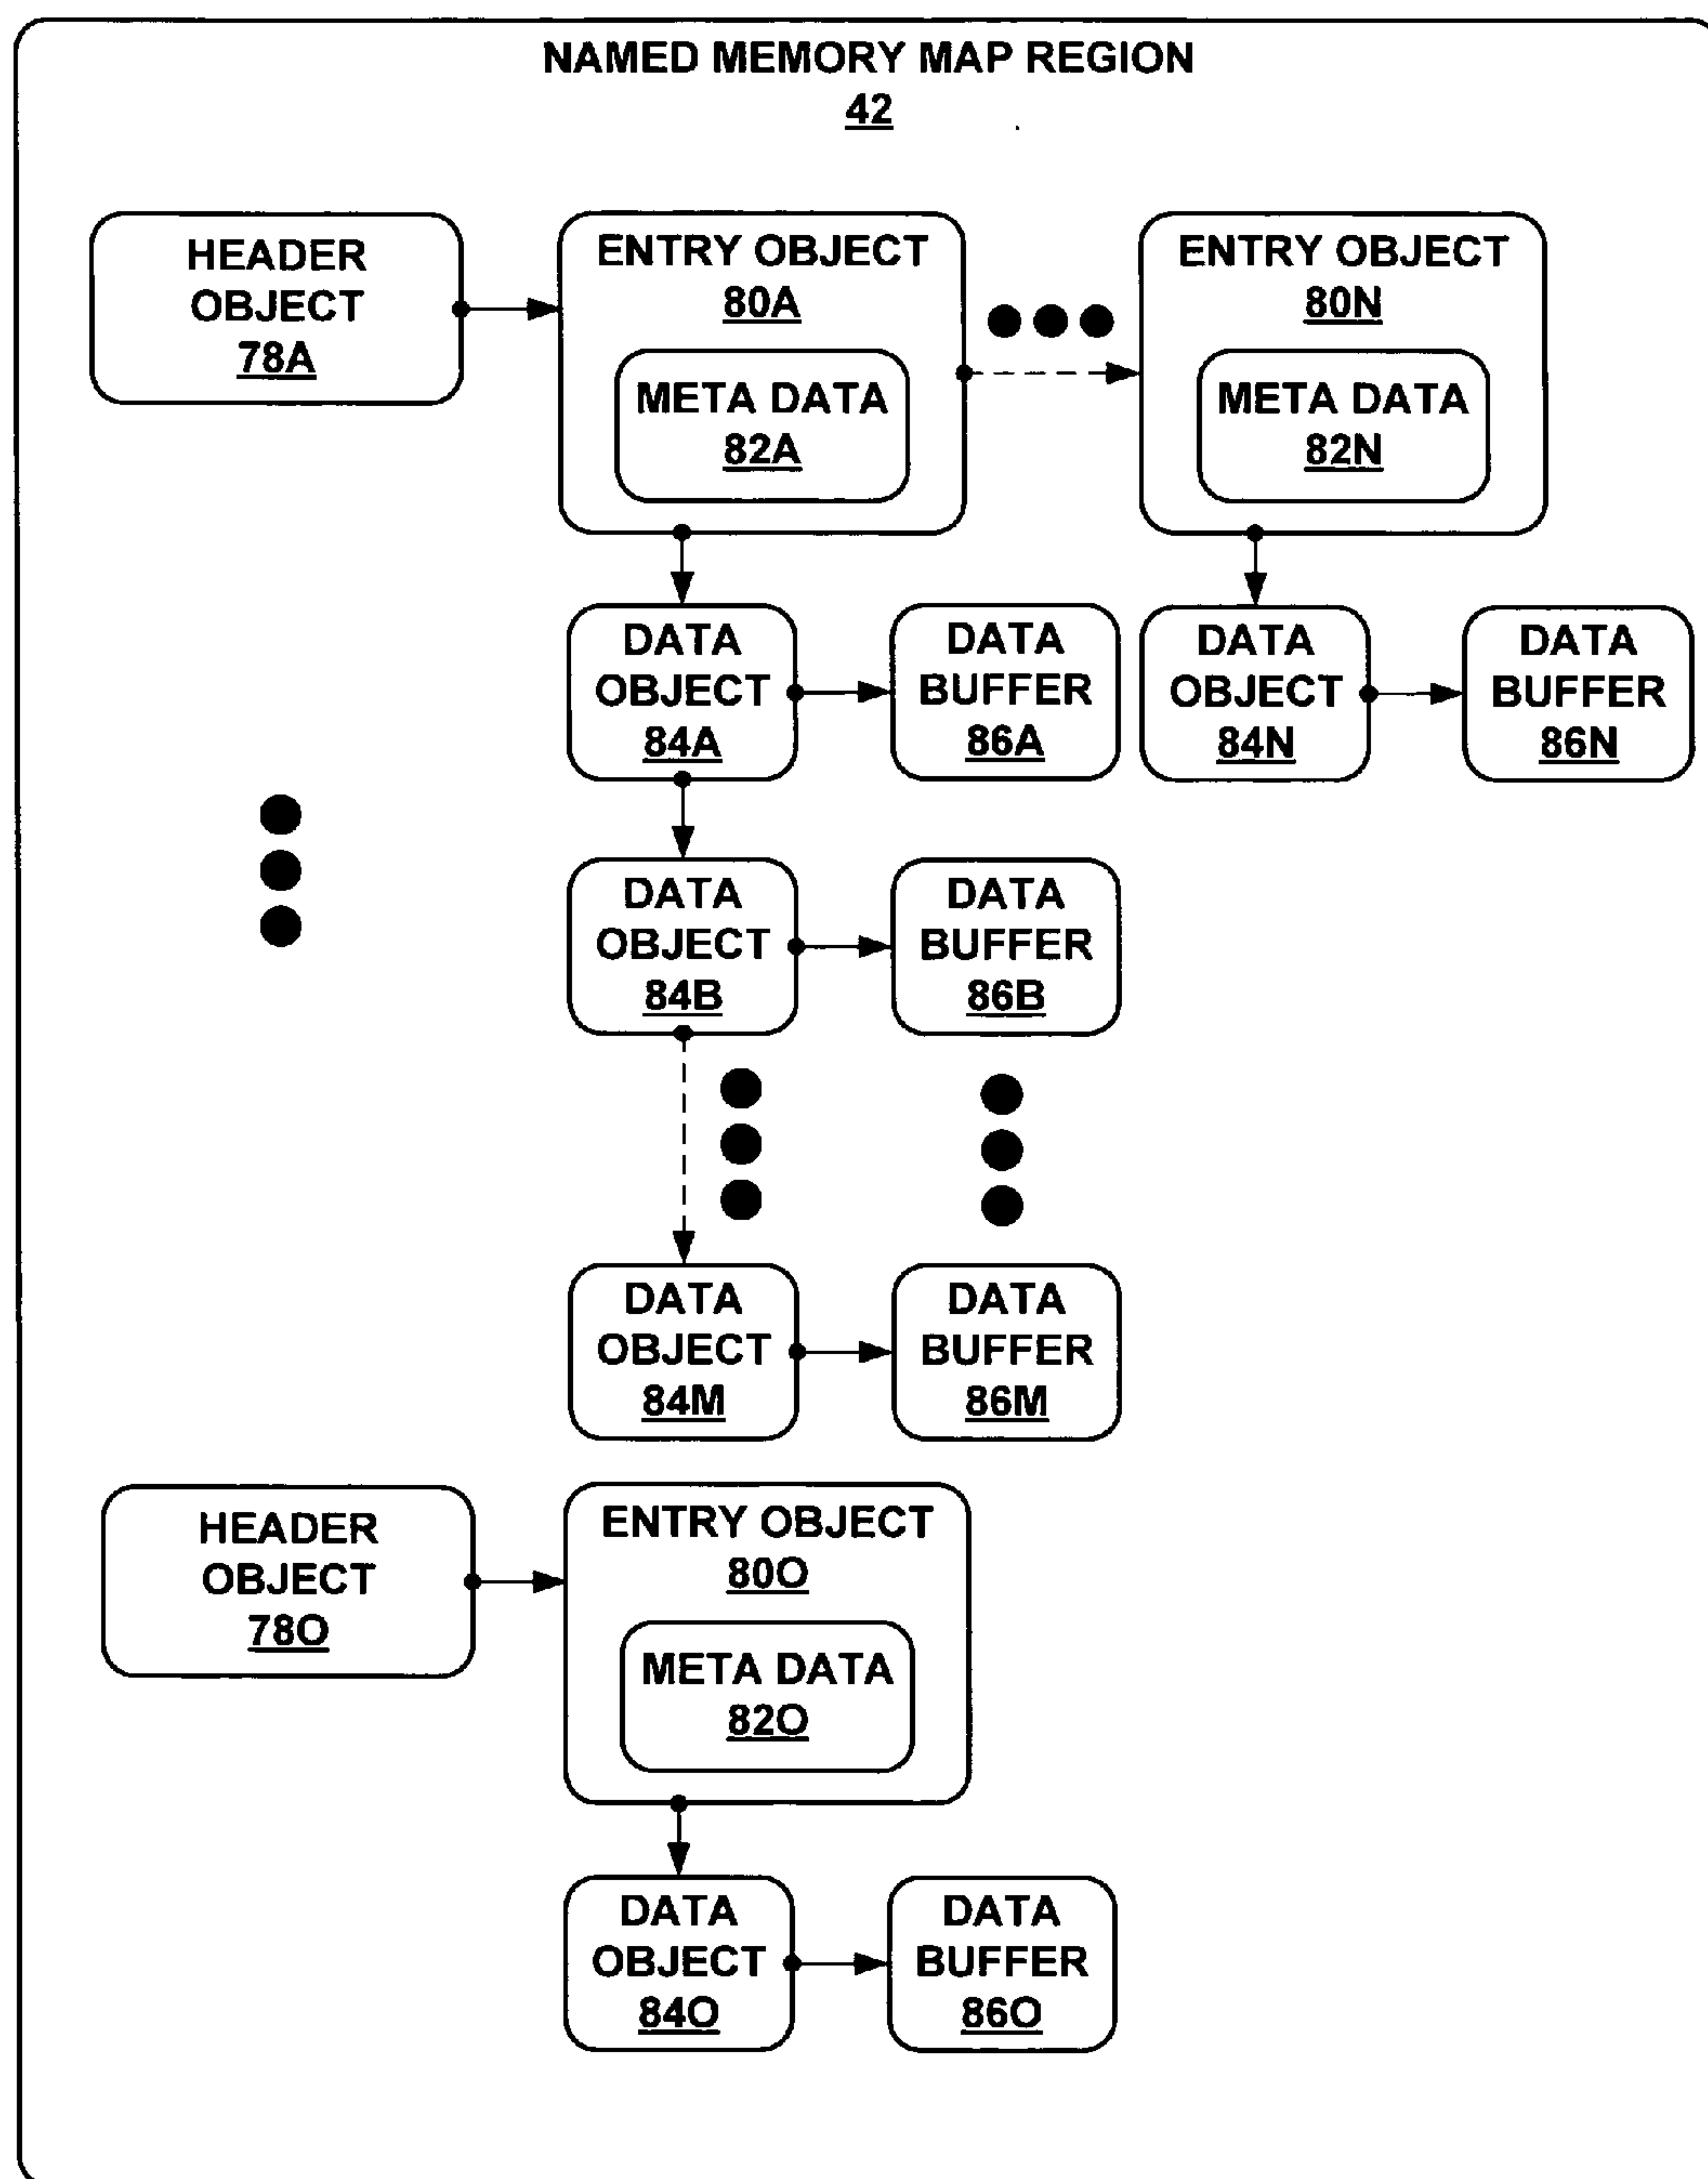 NAMED MEMORY MAP REGION
42
HEADER
OBJECT
78A
ENTRY OBJECT
80A
META DATA
82A
ENTRY OBJECT
80N
META DATA
82N
DATA
OBJECT
84A
DATA
BUFFER
86A
DATA
OBJECT
84N
DATA
BUFFER
86N
DATA
OBJECT
84B
DATA
BUFFER
86B
DATA
OBJECT
84M
DATA
BUFFER
86M
HEADER
OBJECT
78O
ENTRY OBJECT
80O
META DATA
82O
DATA
OBJECT
84O
DATA
BUFFER
86O